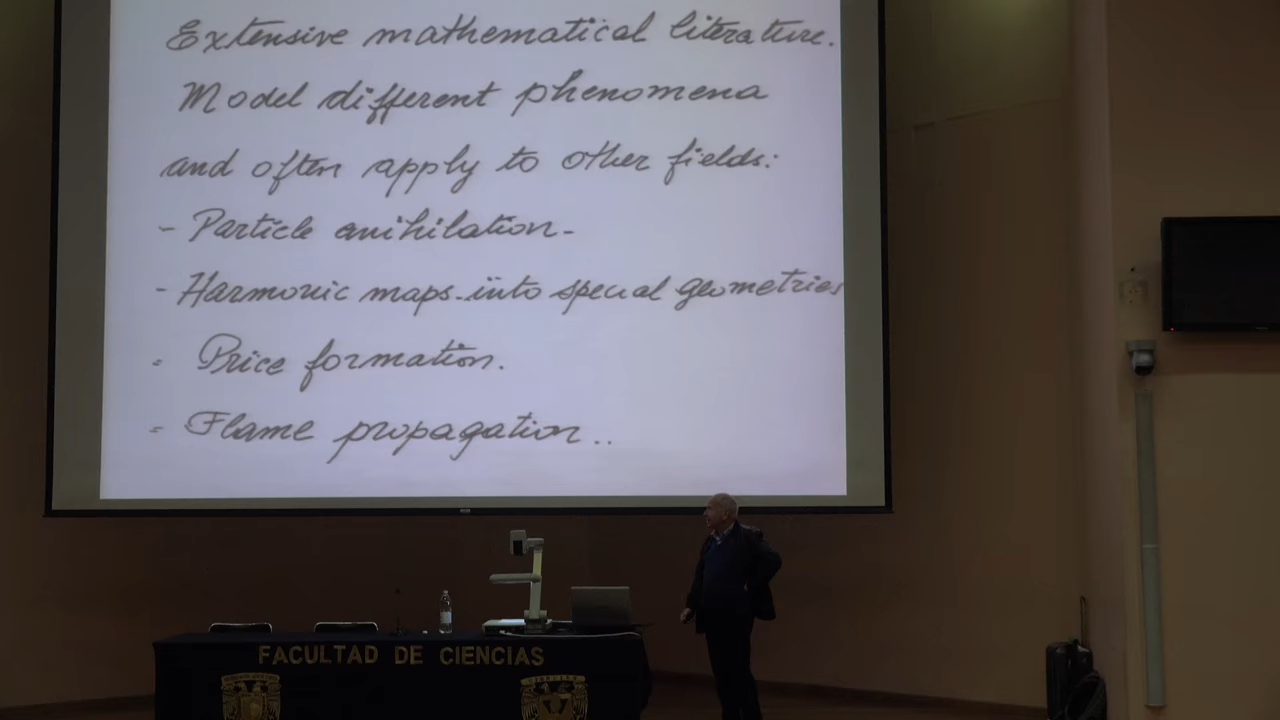 Extensive mathematical literature.
Model different phenomena
and often apply to other fields:
- Particle anihilation-
- Harmonic maps-into special geometries
- Price formation.
- Flame propagation..
FACULTAD DE CIENCIAS